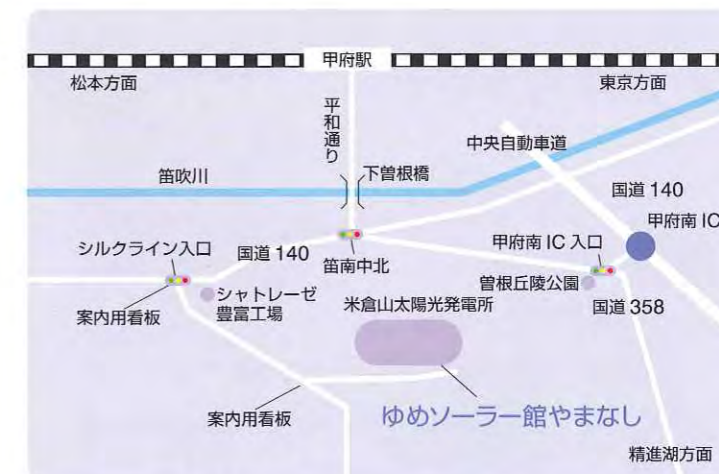 甲府駅
松本方面
東京方面
平和通り
中央自動車道
笛吹川
下曽根橋
国道 140
甲府南 IC
シルクライン入口
国道 140
笛南中北
甲府南 IC 入口
曽根丘陵公園
国道 358
案内用看板
シャトレーゼ
豊富工場
米倉山太陽光発電所
案内用看板
ゆめソーラー館やまなし
精進湖方面